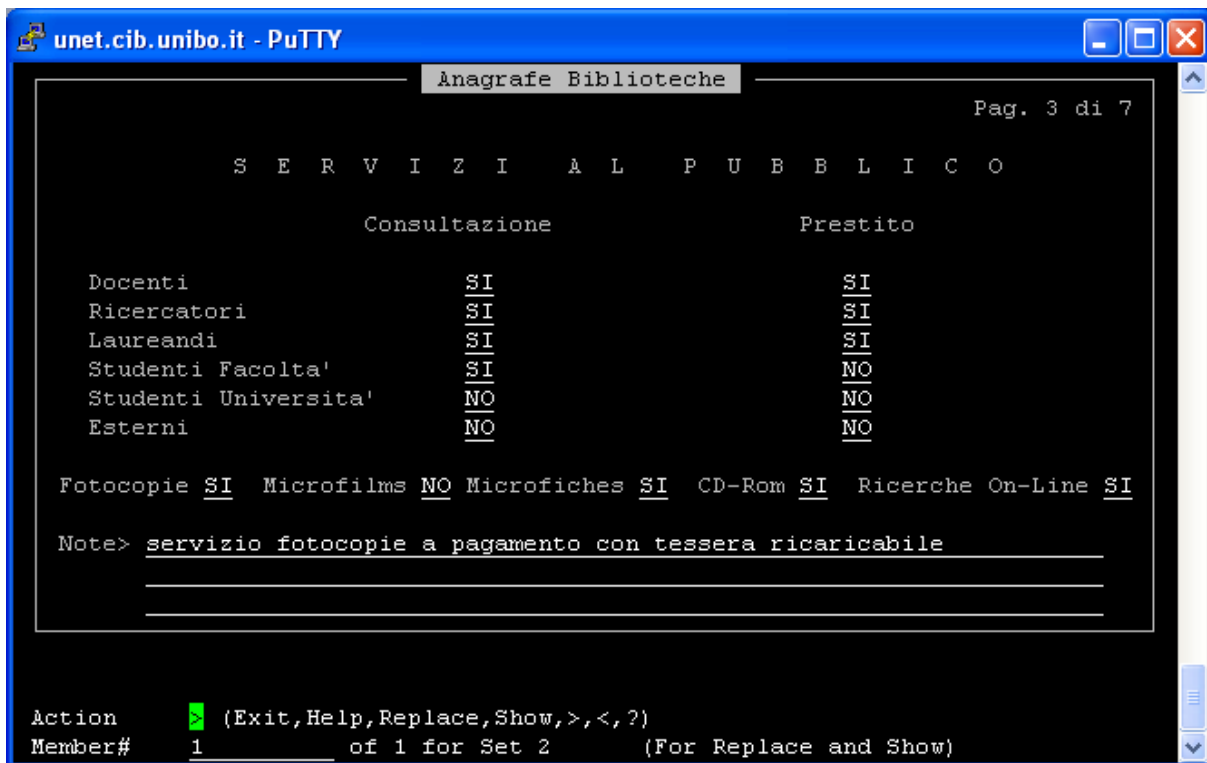 unet.cib.unibo.it - PuTTY
Anagrafe Biblioteche
Pag. 3 di 7
S E R V I Z I A L P U B B L I C O
Consultazione Prestito
Docenti SI SI
Ricercatori SI SI
Laureandi SI SI
Studenti Facolta' SI NO
Studenti Universita' NO NO
Esterni NO NO
Fotocopie SI Microfilms NO Microfiches SI CD-Rom SI Ricerche On-Line SI
Note> servizio fotocopie a pagamento con tessera ricaricabile
Action > (Exit,Help,Replace,Show,>,<,?)
Member# 1 of 1 for Set 2 (For Replace and Show)